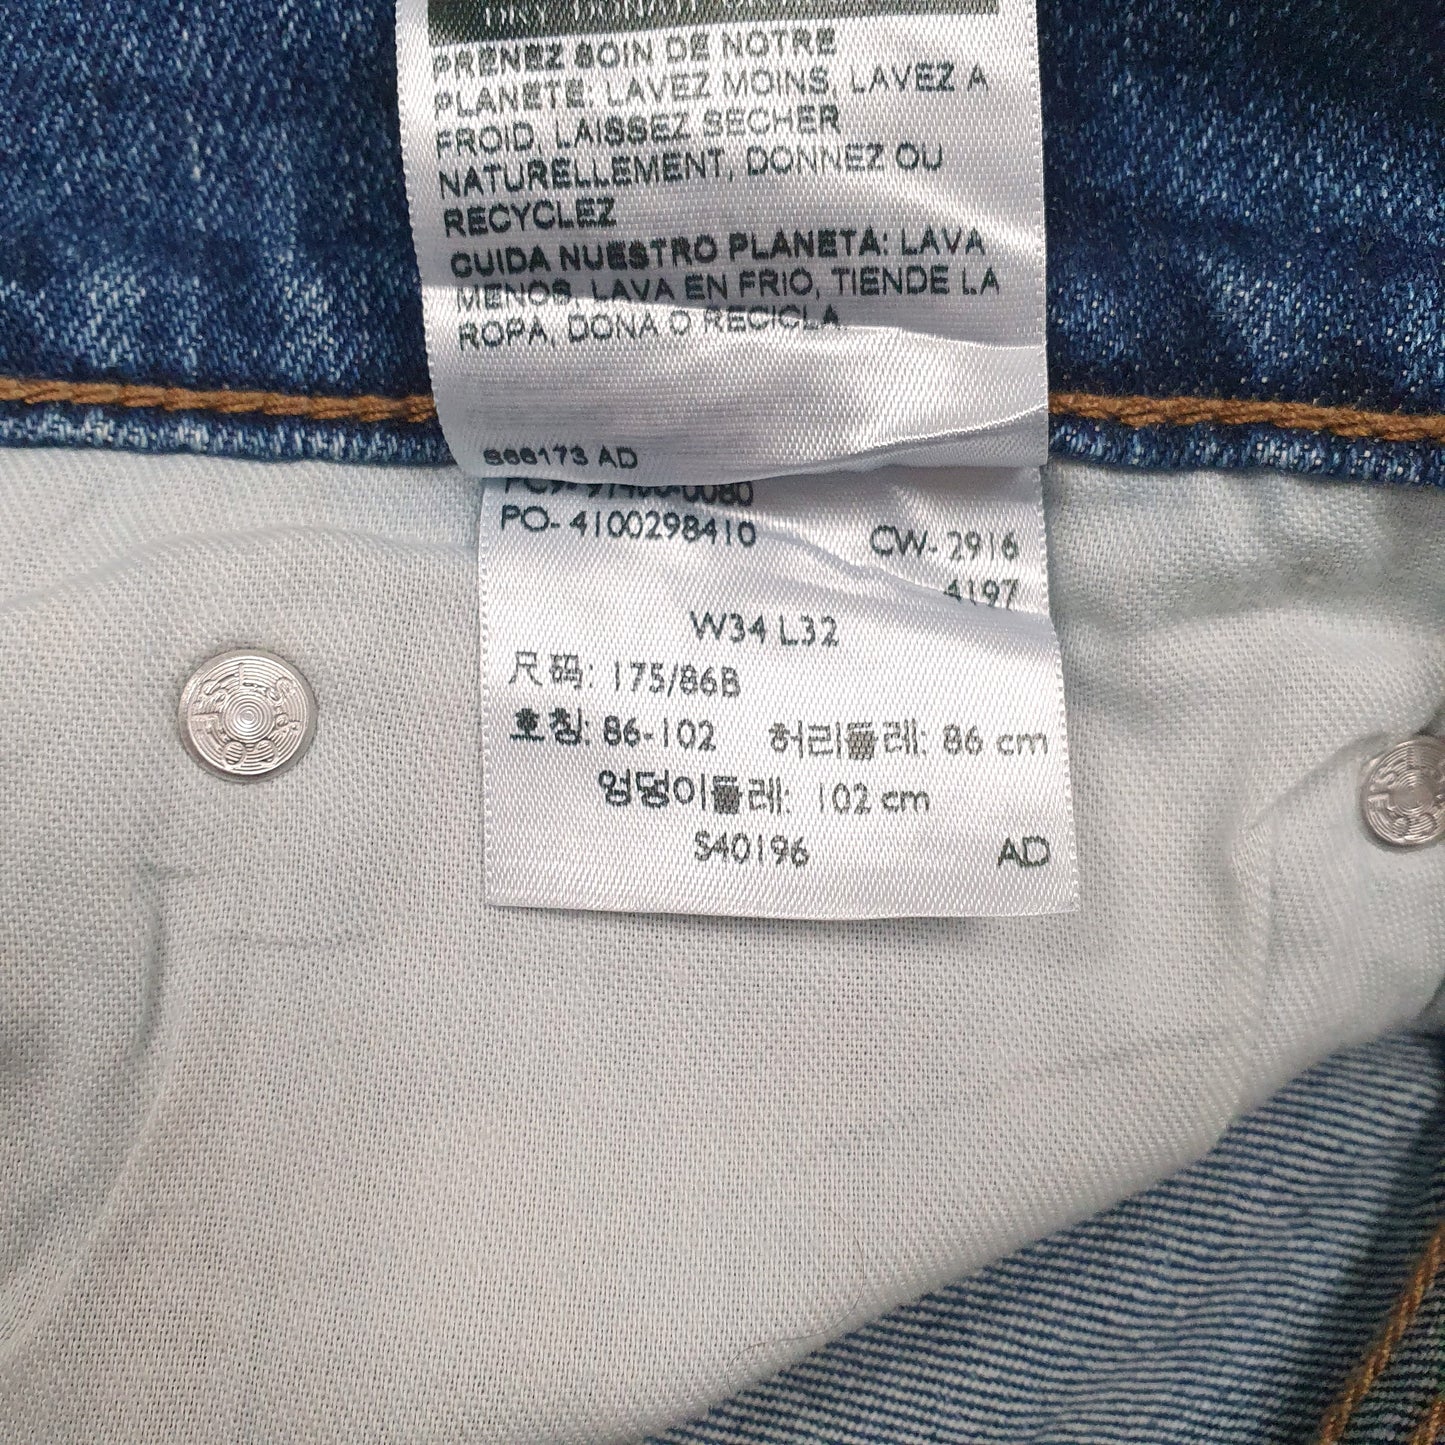 PRENEZ SOIN DE NOTRE
PLANETE: LAVEZ MOINS, LAVEZ A
FROID, LAISSEZ SECHER
NATURELLEMENT, DONNEZ OU
RECYCLEZ
CUIDA NUESTRO PLANETA: LAVA
MENOS, LAVA EN FRIO, TIENDE LA
ROPA, DONA O RECICLA.
AD
PO- 4100298410 CW- 2916
4197
W34 L32
尺码: 175/86B
호칭: 86-102 허리둘레: 86 cm
엉덩이둘레: 102 cm
S40196 AD